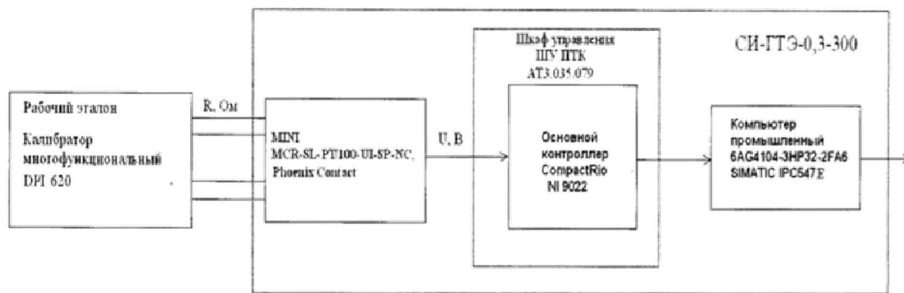 Рабочий эталон
Калибратор
многофункциональный
DPI 620
R, Ом
MINI
MCR-SL-PT100-UI-SP-NC,
Phoenix Contact
U, В
Шкаф управления
ШУ ПТК
АТ3.035.079
Основной
контроллер
CompactRio
NI 9022
СИ-ГТЭ-0,3-300
Компьютер
промышленный
6AG4104-3HP32-2FA6
SIMATIC IPC547E